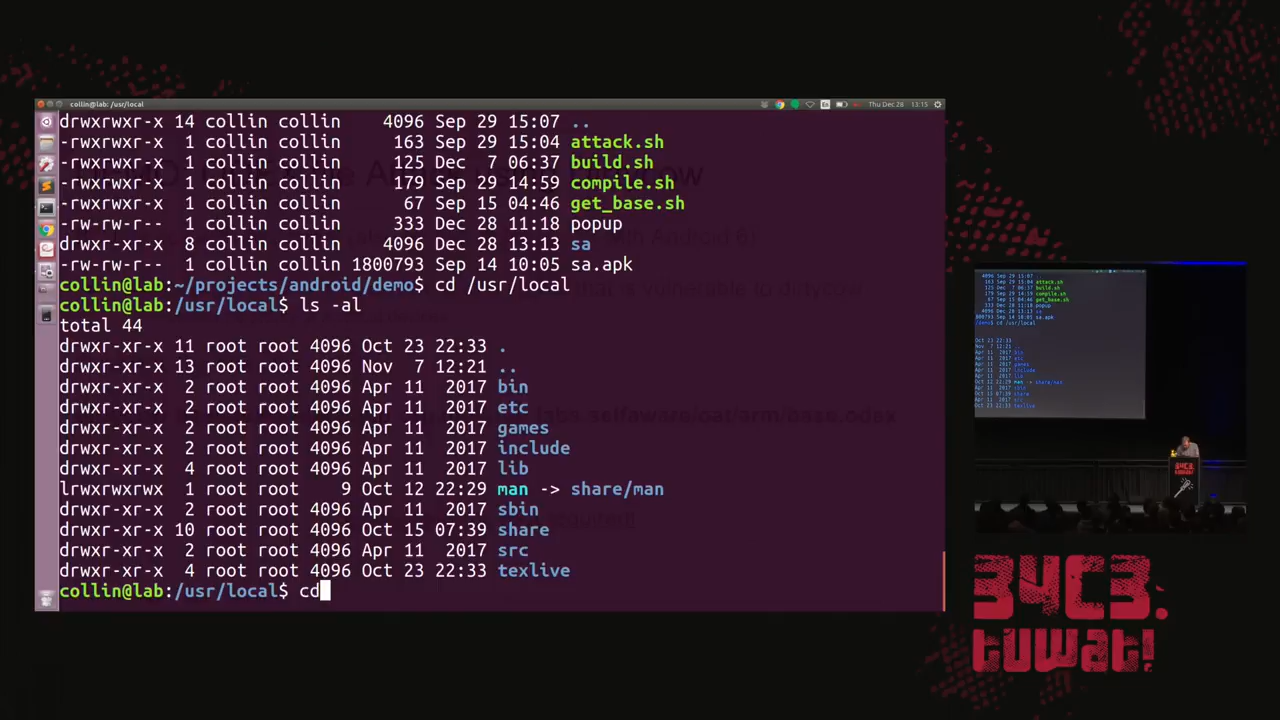 collin@lab: /usr/local
En
Thu Dec 28 13:15
drwxrwxr-x 14 collin collin 4096 Sep 29 15:07 ..
-rwxrwxr-x 1 collin collin 163 Sep 29 15:04 attack.sh
-rwxrwxr-x 1 collin collin 125 Dec 7 06:37 build.sh
-rwxrwxr-x 1 collin collin 179 Sep 29 14:59 compile.sh
-rwxrwxr-x 1 collin collin 67 Sep 15 04:46 get_base.sh
-rw-rw-r-- 1 collin collin 333 Dec 28 11:18 popup
drwxr-xr-x 8 collin collin 4096 Dec 28 13:13 sa
-rw-rw-r-- 1 collin collin 1800793 Sep 14 10:05 sa.apk
collin@lab:~/projects/android/demo$ cd /usr/local
collin@lab:/usr/local$ ls -al
total 44
drwxr-xr-x 11 root root 4096 Oct 23 22:33 .
drwxr-xr-x 13 root root 4096 Nov 7 12:21 ..
drwxr-xr-x 2 root root 4096 Apr 11 2017 bin
drwxr-xr-x 2 root root 4096 Apr 11 2017 etc
drwxr-xr-x 2 root root 4096 Apr 11 2017 games
drwxr-xr-x 2 root root 4096 Apr 11 2017 include
drwxr-xr-x 4 root root 4096 Apr 11 2017 lib
lrwxrwxrwx 1 root root 9 Oct 12 22:29 man -> share/man
drwxr-xr-x 2 root root 4096 Apr 11 2017 sbin
drwxr-xr-x 10 root root 4096 Oct 15 07:39 share
drwxr-xr-x 2 root root 4096 Apr 11 2017 src
drwxr-xr-x 4 root root 4096 Oct 23 22:33 texlive
collin@lab:/usr/local$ cd
34C3.
tuwat!